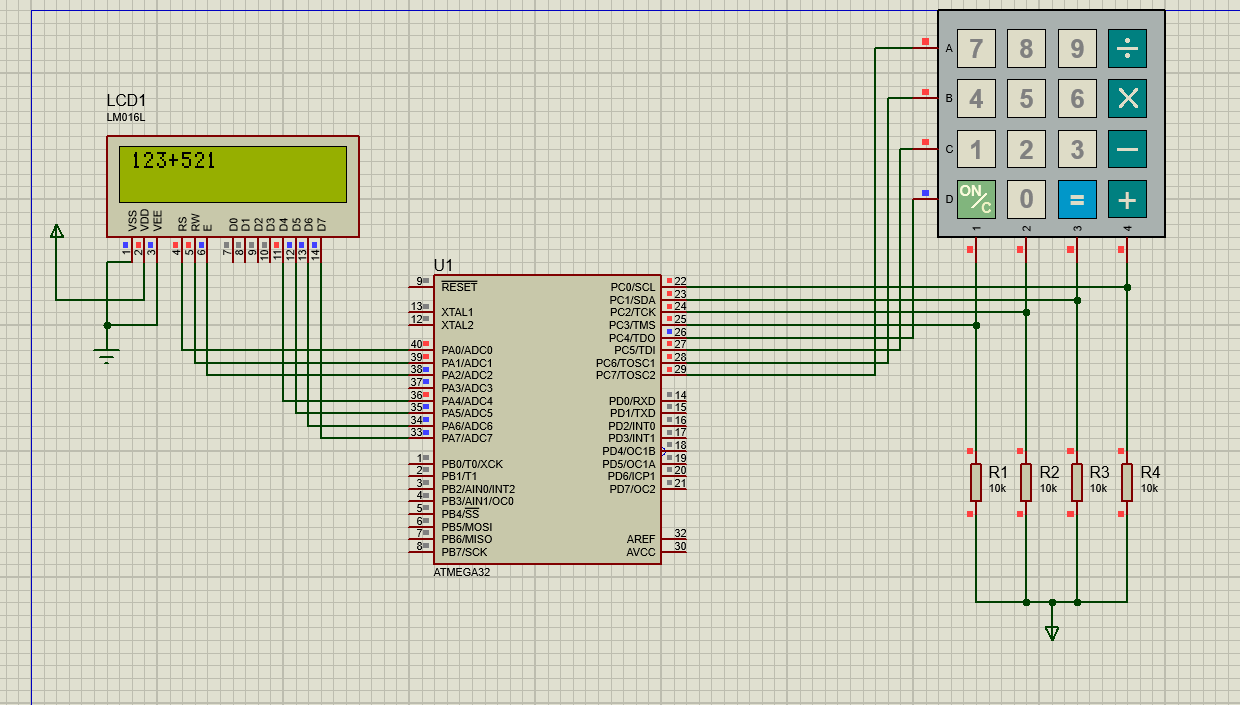 LCD1
LM016L
123+521
VSS VDD VEE RS RW E D0 D1 D2 D3 D4 D5 D6 D7
1 2 3 4 5 6 7 8 9 10 11 12 13 14
A 7 8 9 ÷
B 4 5 6 ×
C 1 2 3 −
D ON/C 0 = +
1 2 3 4
U1
9 RESET
13 XTAL1
12 XTAL2
40 PA0/ADC0
39 PA1/ADC1
38 PA2/ADC2
37 PA3/ADC3
36 PA4/ADC4
35 PA5/ADC5
34 PA6/ADC6
33 PA7/ADC7
1 PB0/T0/XCK
2 PB1/T1
3 PB2/AIN0/INT2
4 PB3/AIN1/OC0
5 PB4/SS
6 PB5/MOSI
7 PB6/MISO
8 PB7/SCK
PC0/SCL 22
PC1/SDA 23
PC2/TCK 24
PC3/TMS 25
PC4/TDO 26
PC5/TDI 27
PC6/TOSC1 28
PC7/TOSC2 29
PD0/RXD 14
PD1/TXD 15
PD2/INT0 16
PD3/INT1 17
PD4/OC1B 18
PD5/OC1A 19
PD6/ICP1 20
PD7/OC2 21
AREF 32
AVCC 30
ATMEGA32
R1 R2 R3 R4
10k 10k 10k 10k